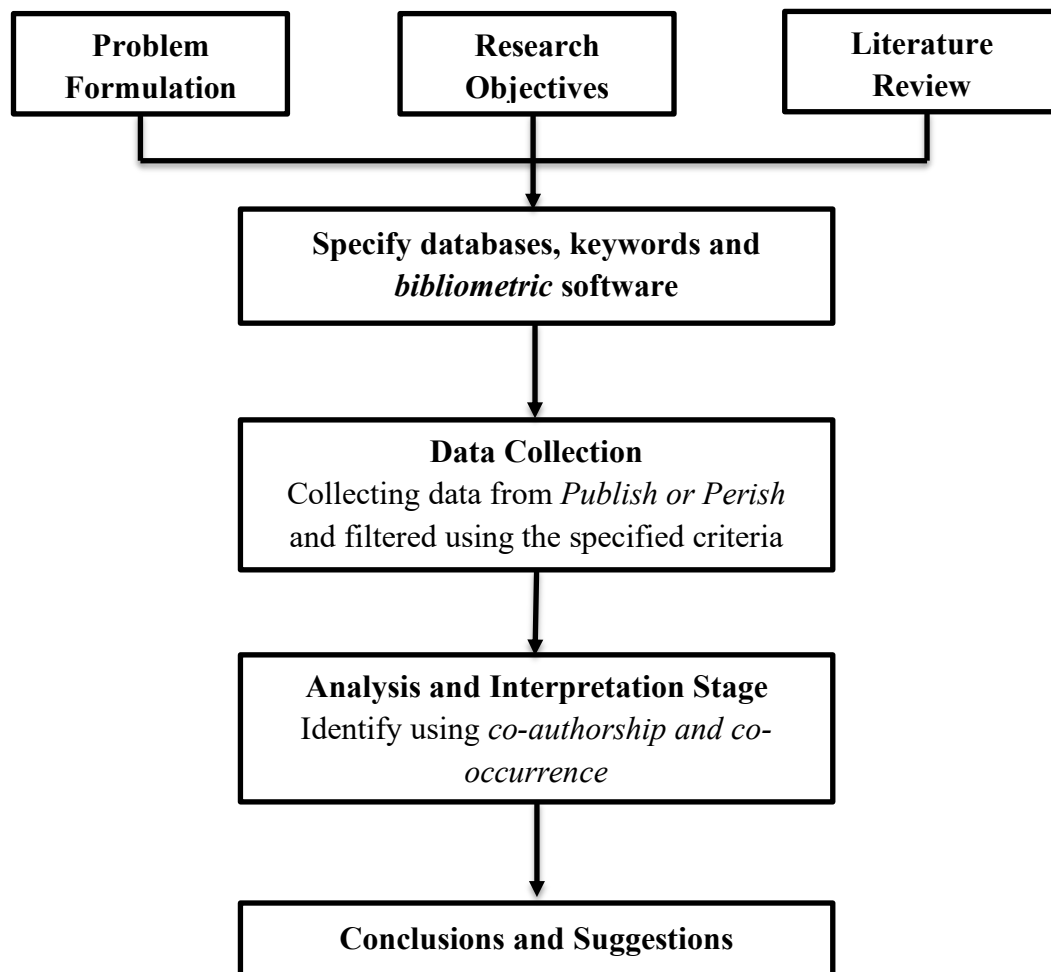 Problem
Formulation
Research
Objectives
Literature
Review
Specify databases, keywords and
bibliometric software
Data Collection
Collecting data from Publish or Perish
and filtered using the specified criteria
Analysis and Interpretation Stage
Identify using co-authorship and co-
occurrence
Conclusions and Suggestions